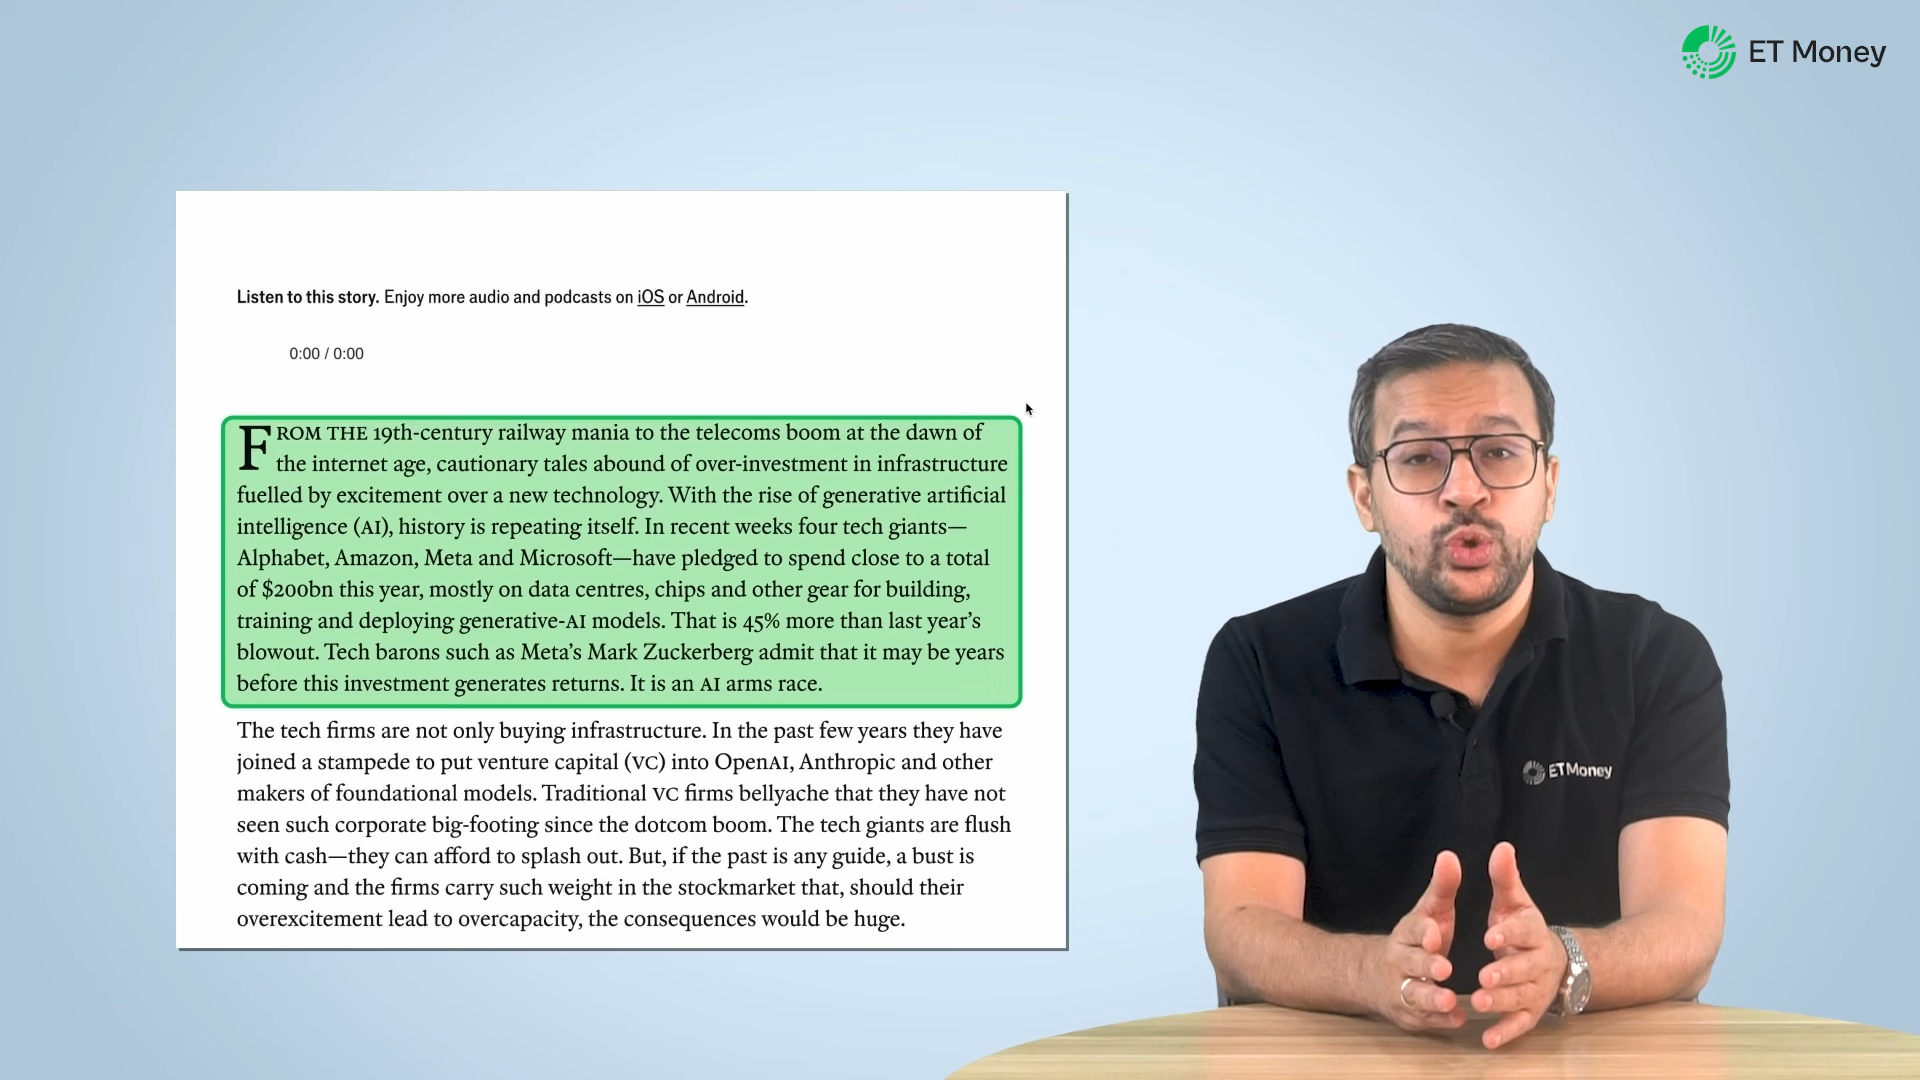 ET Money
Listen to this story. Enjoy more audio and podcasts on iOS or Android.
0:00 / 0:00
FROM THE 19th-century railway mania to the telecoms boom at the dawn of
the internet age, cautionary tales abound of over-investment in infrastructure
fuelled by excitement over a new technology. With the rise of generative artificial
intelligence (AI), history is repeating itself. In recent weeks four tech giants—
Alphabet, Amazon, Meta and Microsoft—have pledged to spend close to a total
of $200bn this year, mostly on data centres, chips and other gear for building,
training and deploying generative-AI models. That is 45% more than last year’s
blowout. Tech barons such as Meta’s Mark Zuckerberg admit that it may be years
before this investment generates returns. It is an AI arms race.
The tech firms are not only buying infrastructure. In the past few years they have
joined a stampede to put venture capital (VC) into OpenAI, Anthropic and other
makers of foundational models. Traditional VC firms bellyache that they have not
seen such corporate big-footing since the dotcom boom. The tech giants are flush
with cash—they can afford to splash out. But, if the past is any guide, a bust is
coming and the firms carry such weight in the stockmarket that, should their
overexcitement lead to overcapacity, the consequences would be huge.
ET Money